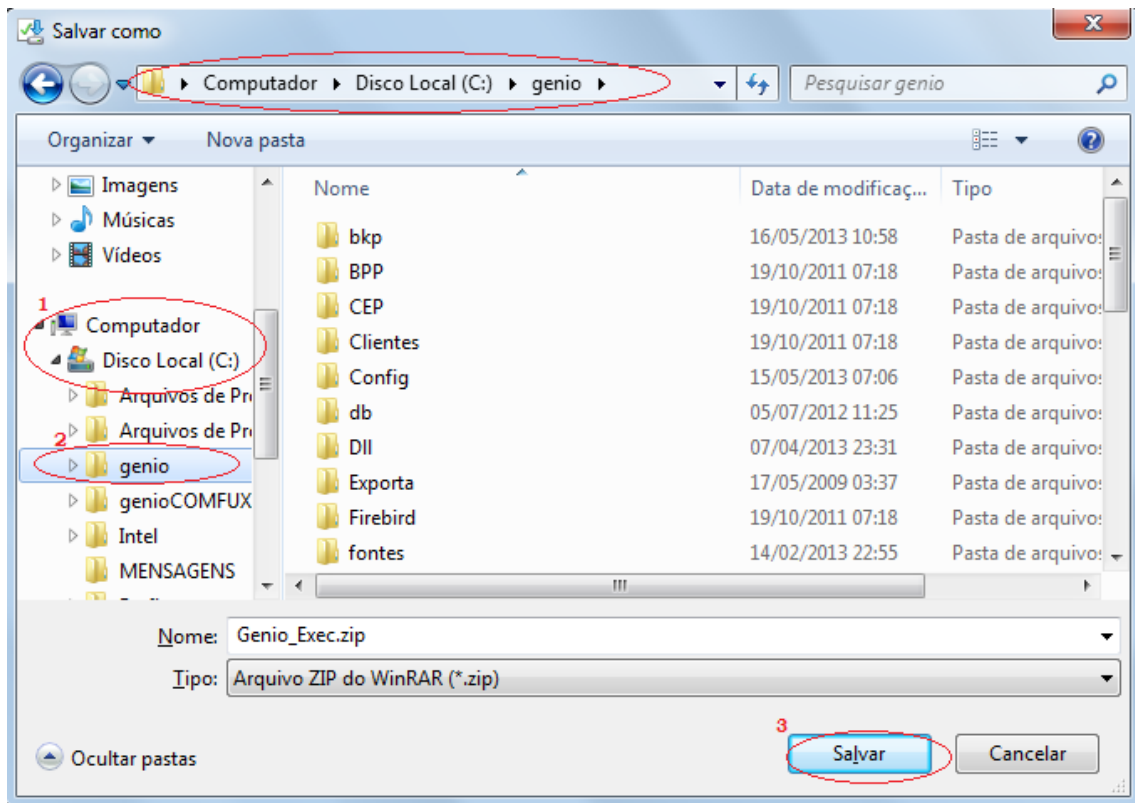 Salvar como
Computador Disco Local (C:) genio
Pesquisar genio
Organizar Nova pasta
Imagens
Músicas
Vídeos
1
Computador
Disco Local (C:)
Arquivos de Pr
Arquivos de Pr
2
genio
genioCOMFUX
Intel
MENSAGENS
Nome Data de modificaç... Tipo
bkp 16/05/2013 10:58 Pasta de arquivos
BPP 19/10/2011 07:18 Pasta de arquivos
CEP 19/10/2011 07:18 Pasta de arquivos
Clientes 19/10/2011 07:18 Pasta de arquivos
Config 15/05/2013 07:06 Pasta de arquivos
db 05/07/2012 11:25 Pasta de arquivos
Dll 07/04/2013 23:31 Pasta de arquivos
Exporta 17/05/2009 03:37 Pasta de arquivos
Firebird 19/10/2011 07:18 Pasta de arquivos
fontes 14/02/2013 22:55 Pasta de arquivos
Nome: Genio_Exec.zip
Tipo: Arquivo ZIP do WinRAR (*.zip)
3
Ocultar pastas Salvar Cancelar